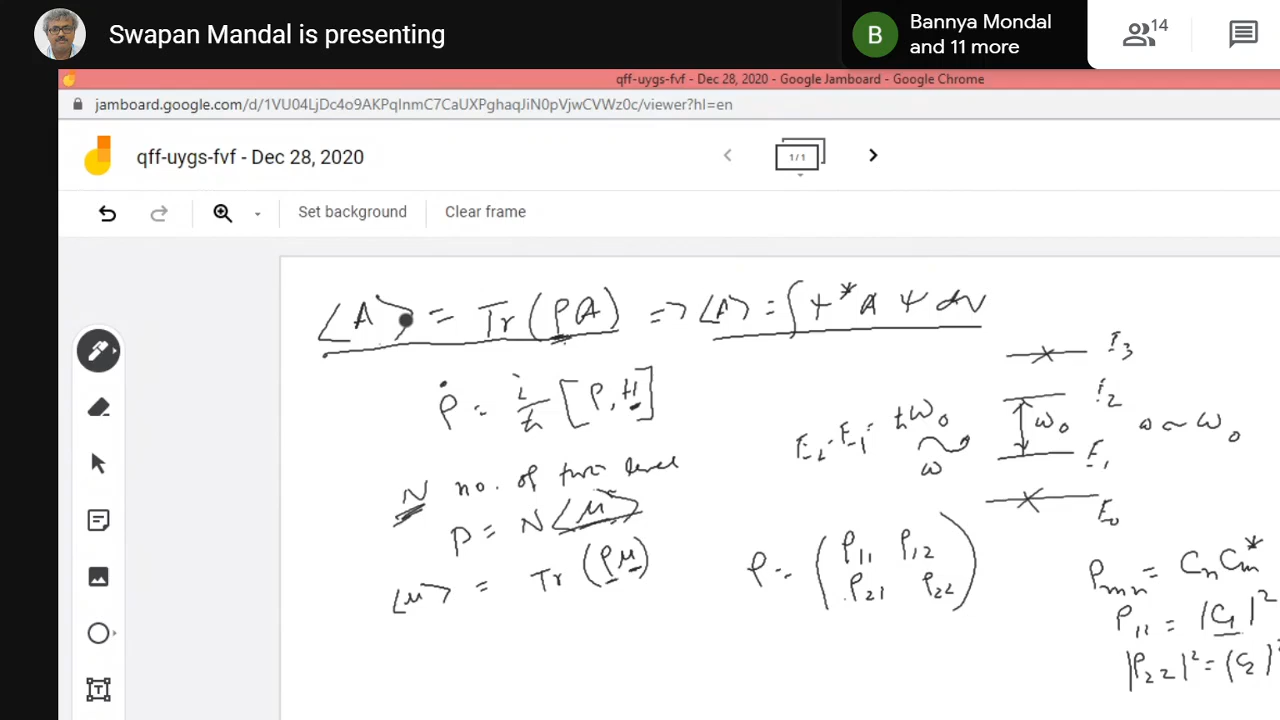 Swapan Mandal is presenting
B Bannya Mondal and 11 more
14
qff-uygs-fvf - Dec 28, 2020 - Google Jamboard - Google Chrome
jamboard.google.com/d/1VU04LjDc4o9AKPqInmC7CaUXPghaqJiN0pVjwCVWz0c/viewer?hl=en
qff-uygs-fvf - Dec 28, 2020
1/1
Set background
Clear frame
⟨A⟩ = Tr(ρA) => ⟨A⟩ = ∫ψ* A ψ dv
E3
ρ̇ = i/ħ [ρ, H]
E2
E2 - E1 = ħω0
ω0
ω ~ ω0
ω
E1
N no. of two level
E0
P = N⟨μ⟩
⟨μ⟩ = Tr(ρμ)
ρ = (ρ11 ρ12
ρ21 ρ22)
ρmn = Cn Cm*
ρ11 = |C1|²
|ρ22|² = |C2|²
T